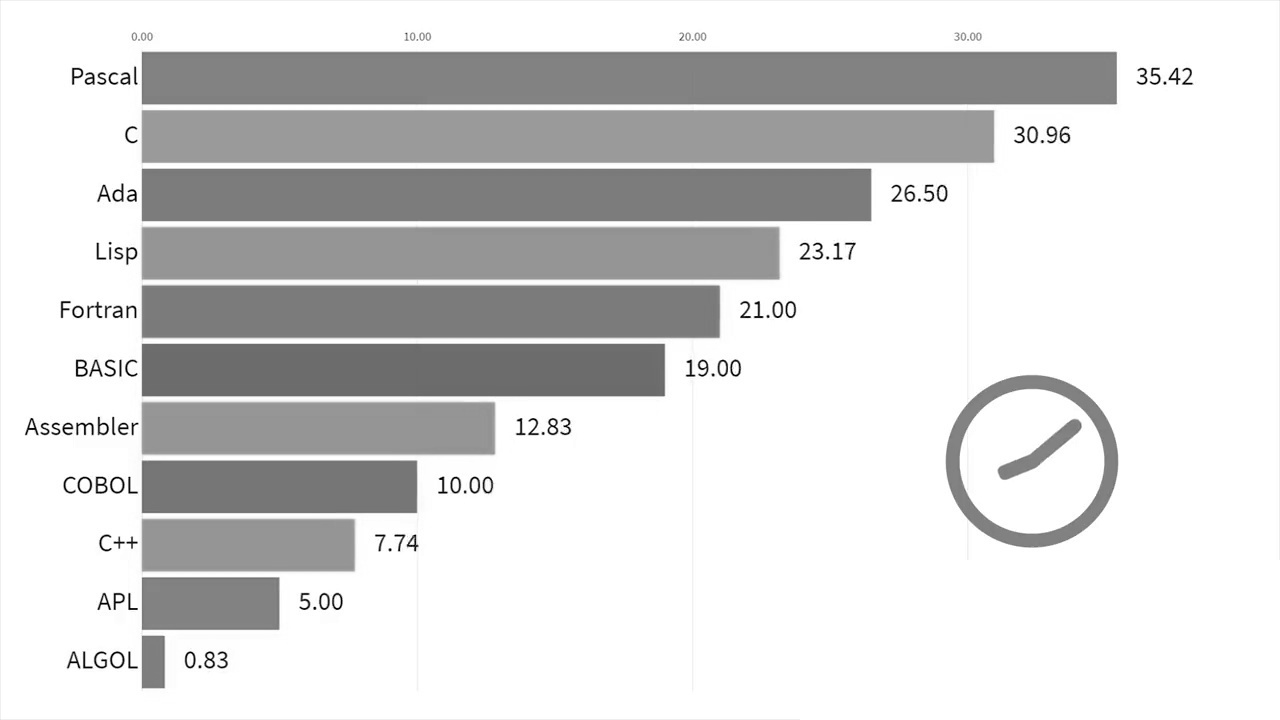 0.00 10.00 20.00 30.00
Pascal 35.42
C 30.96
Ada 26.50
Lisp 23.17
Fortran 21.00
BASIC 19.00
Assembler 12.83
COBOL 10.00
C++ 7.74
APL 5.00
ALGOL 0.83